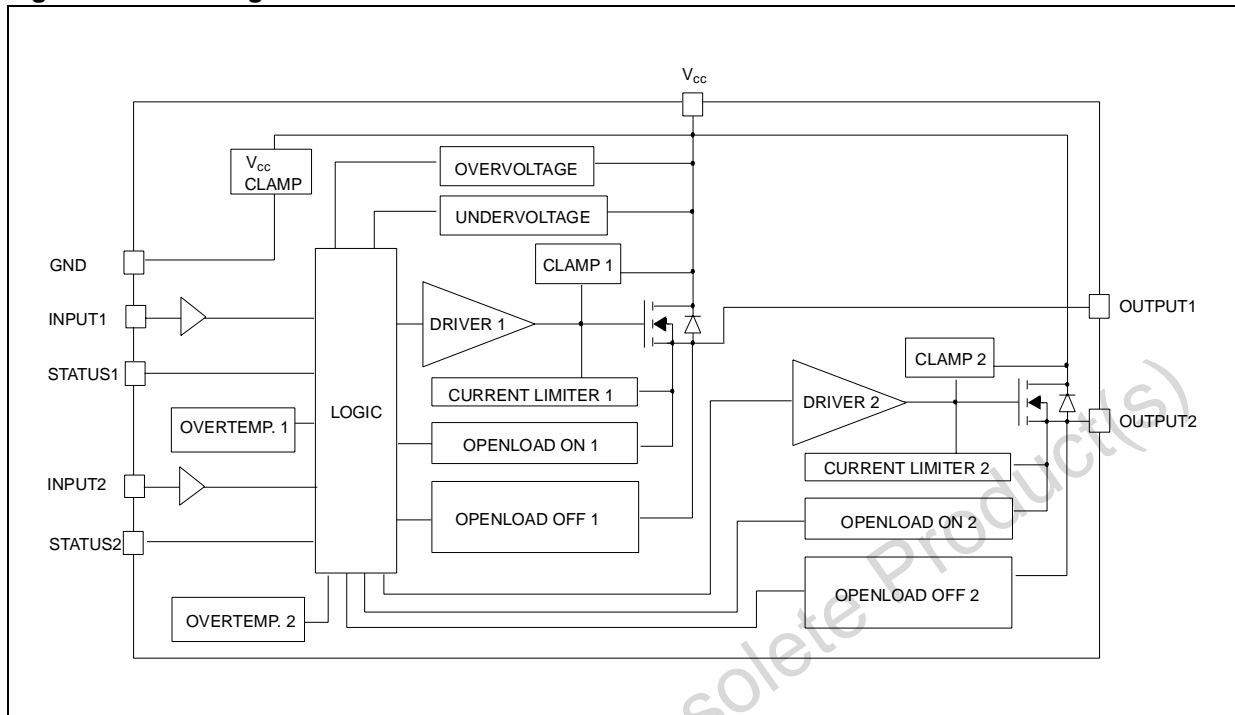 Vcc
Vcc
CLAMP
OVERVOLTAGE
UNDERVOLTAGE
GND
CLAMP 1
INPUT1
DRIVER 1
OUTPUT1
STATUS1
CURRENT LIMITER 1
LOGIC
CLAMP 2
DRIVER 2
OUTPUT2
OVERTEMP. 1
OPENLOAD ON 1
CURRENT LIMITER 2
INPUT2
OPENLOAD OFF 1
OPENLOAD ON 2
STATUS2
OPENLOAD OFF 2
OVERTEMP. 2
solete Product(s)